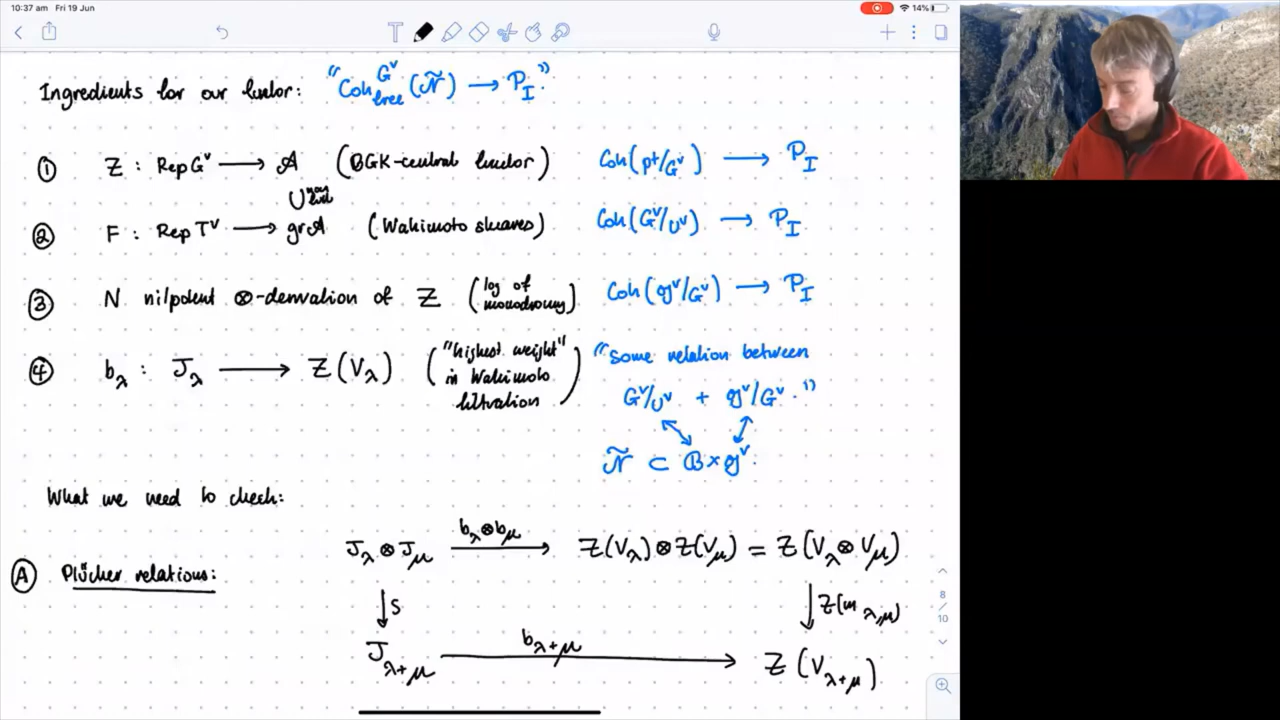 10:37 am Fri 19 Jun
14%
Ingredients for our functor: "Coh^{G^∨}_{free}(Ñ) → P_I"
① Z : Rep G^∨ → A (BGK-central functor) Coh(pt/G^∨) → P_I
∪
② F : Rep T^∨ → gr A (Wakimoto sheaves) Coh(G^∨/U^∨) → P_I
③ N nilpotent ⊗-derivation of Z (log of monodromy) Coh(g^∨/G^∨) → P_I
④ b_λ : J_λ → Z(V_λ) ("highest weight" in Wakimoto filtration) "Some relation between
G^∨/U^∨ + g^∨/G^∨."
Ñ ⊂ B × g^∨.
What we need to check:
J_λ ⊗ J_μ —b_λ⊗b_μ→ Z(V_λ) ⊗ Z(V_μ) = Z(V_λ ⊗ V_μ)
Ⓐ Plücker relations:
↓S ↓Z(m_{λ,μ})
J_{λ+μ} —b_{λ+μ}→ Z(V_{λ+μ})
8
/
10